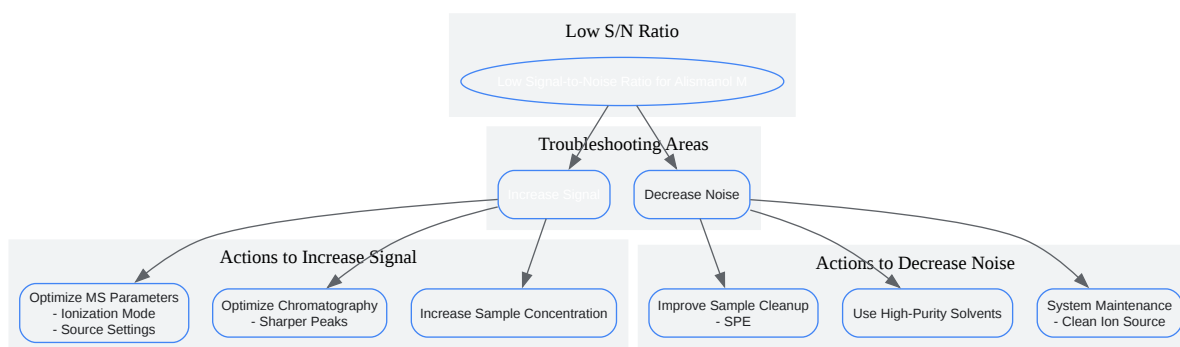 Low S/N Ratio
Low Signal-to-Noise Ratio for Alismanol M
Troubleshooting Areas
Increase Signal
Decrease Noise
Actions to Increase Signal
Optimize MS Parameters
- Ionization Mode
- Source Settings
Optimize Chromatography
- Sharper Peaks
Increase Sample Concentration
Actions to Decrease Noise
Improve Sample Cleanup
- SPE
Use High-Purity Solvents
System Maintenance
- Clean Ion Source